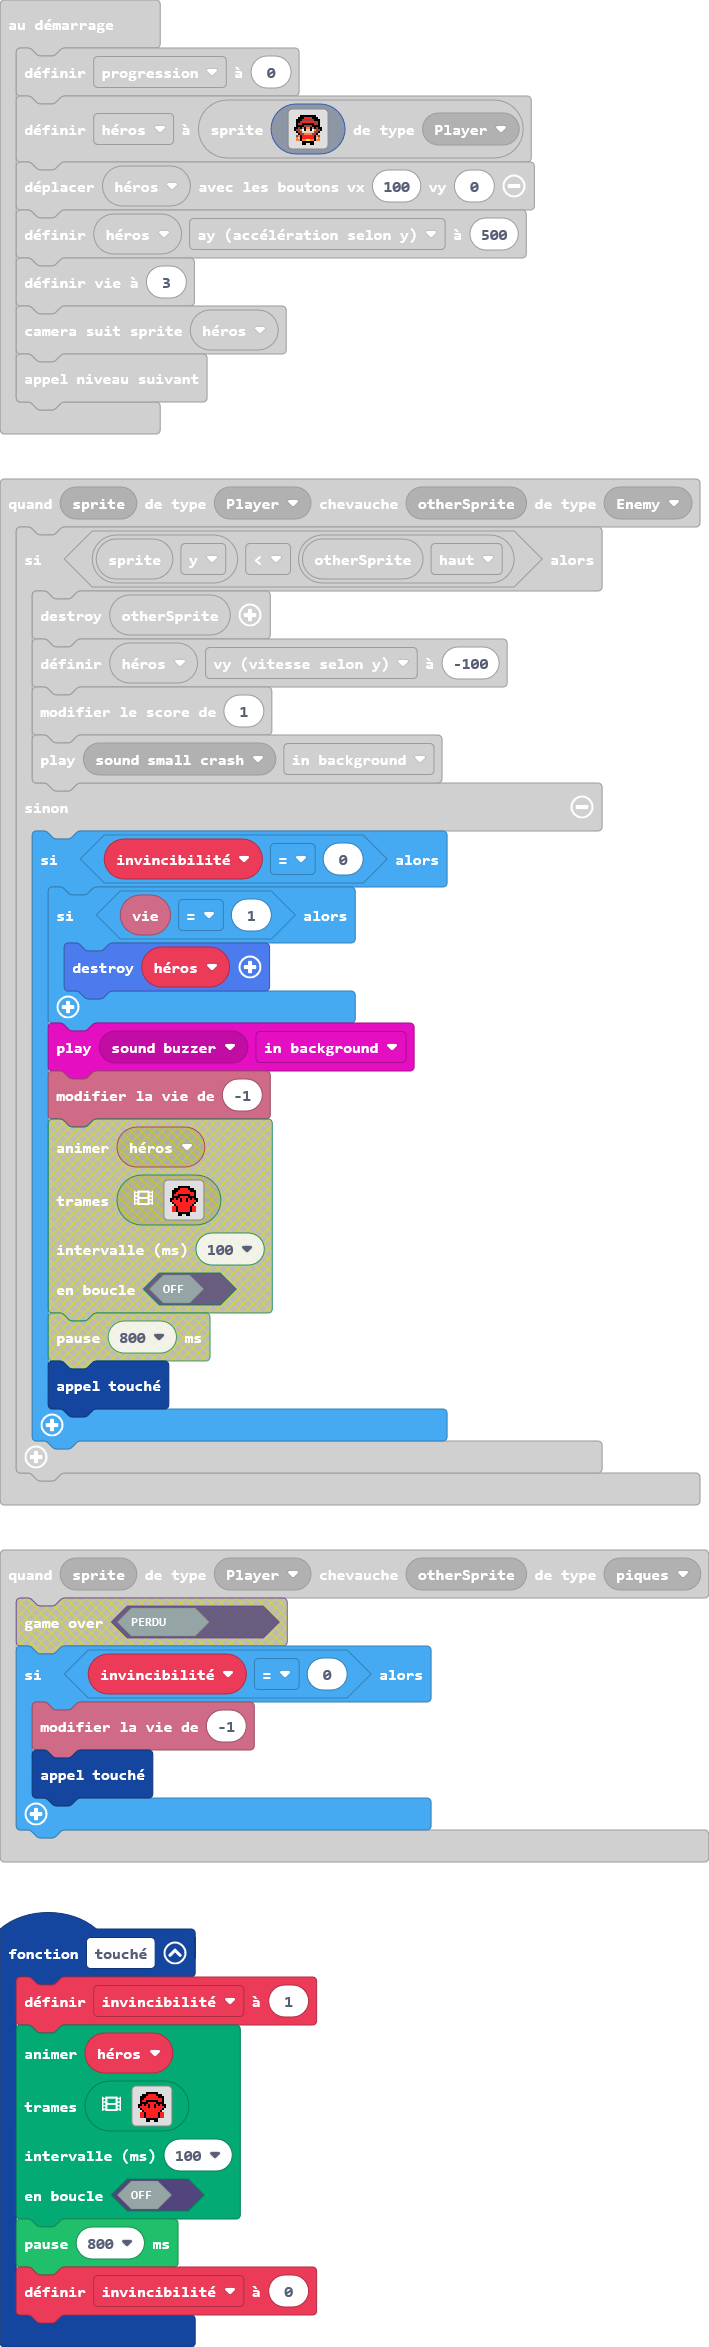 au démarrage
définir progression à 0
définir héros à sprite de type Player
déplacer héros avec les boutons vx 100 vy 0
définir héros ay (accélération selon y) à 500
définir vie à 3
camera suit sprite héros
appel niveau suivant
quand sprite de type Player chevauche otherSprite de type Enemy
si sprite y < otherSprite haut alors
destroy otherSprite
définir héros vy (vitesse selon y) à -100
modifier le score de 1
play sound small crash in background
sinon
si invincibilité = 0 alors
si vie = 1 alors
destroy héros
play sound buzzer in background
modifier la vie de -1
animer héros
trames
intervalle (ms) 100
en boucle OFF
pause 800 ms
appel touché
quand sprite de type Player chevauche otherSprite de type piques
game over PERDU
si invincibilité = 0 alors
modifier la vie de -1
appel touché
fonction touché
définir invincibilité à 1
animer héros
trames
intervalle (ms) 100
en boucle OFF
pause 800 ms
définir invincibilité à 0